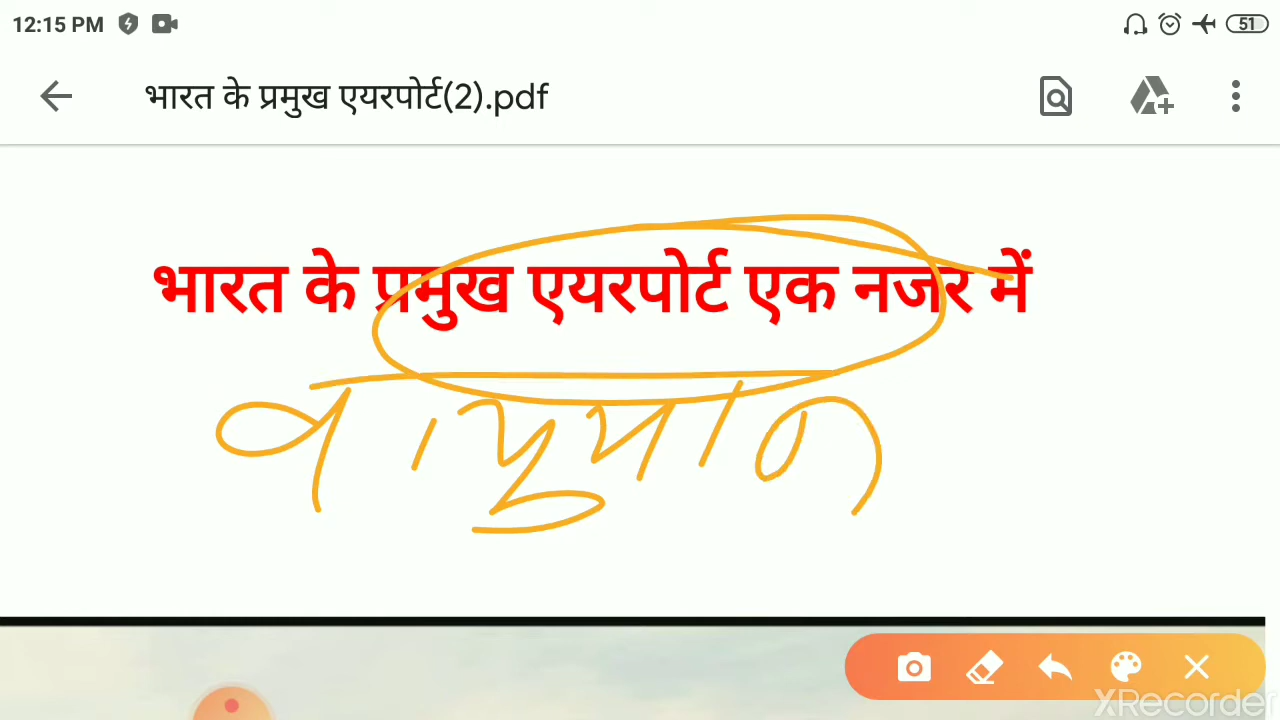 12:15 PM 51
भारत के प्रमुख एयरपोर्ट(2).pdf
भारत के प्रमुख एयरपोर्ट एक नजर में
वायुयान
XRecorder